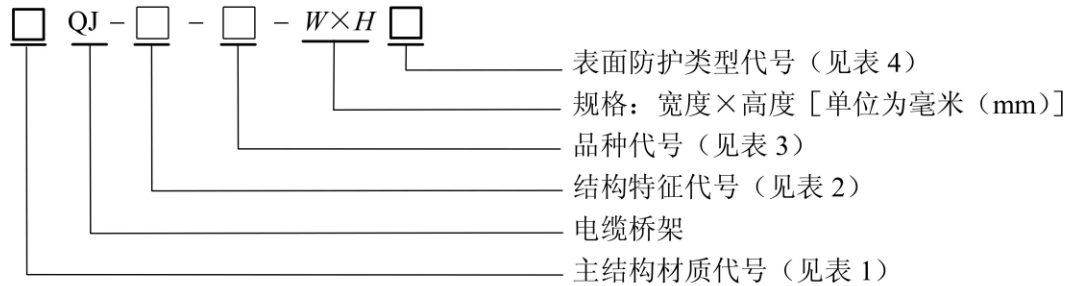 □ QJ－□－□－W×H □
表面防护类型代号（见表 4）
规格：宽度×高度［单位为毫米（mm）］
品种代号（见表 3）
结构特征代号（见表 2）
电缆桥架
主结构材质代号（见表 1）